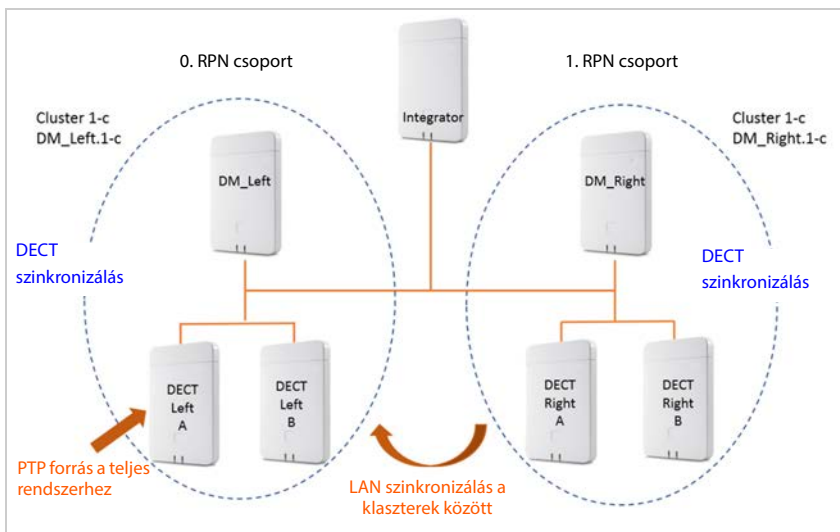 0. RPN csoport
1. RPN csoport
Integrator
Cluster 1-c
DM_Left.1-c
Cluster 1-c
DM_Right.1-c
DM_Left
DM_Right
DECT
szinkronizálás
DECT
szinkronizálás
DECT
Left
A
DECT
Left
B
DECT
Right
A
DECT
Right
B
PTP forrás a teljes
rendszerhez
LAN szinkronizálás a
klaszterek között